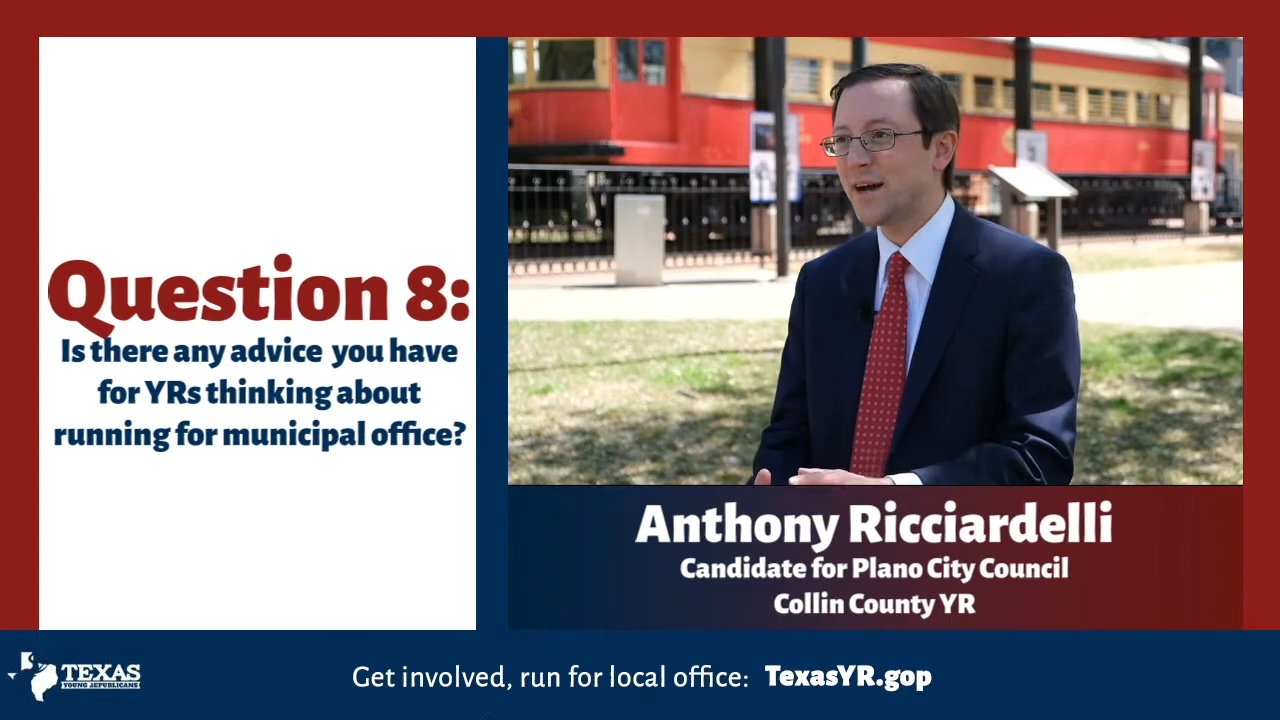 Question 8:
Is there any advice you have
for YRs thinking about
running for municipal office?
Anthony Ricciardelli
Candidate for Plano City Council
Collin County YR
TEXAS
YOUNG REPUBLICANS
Get involved, run for local office: TexasYR.gop